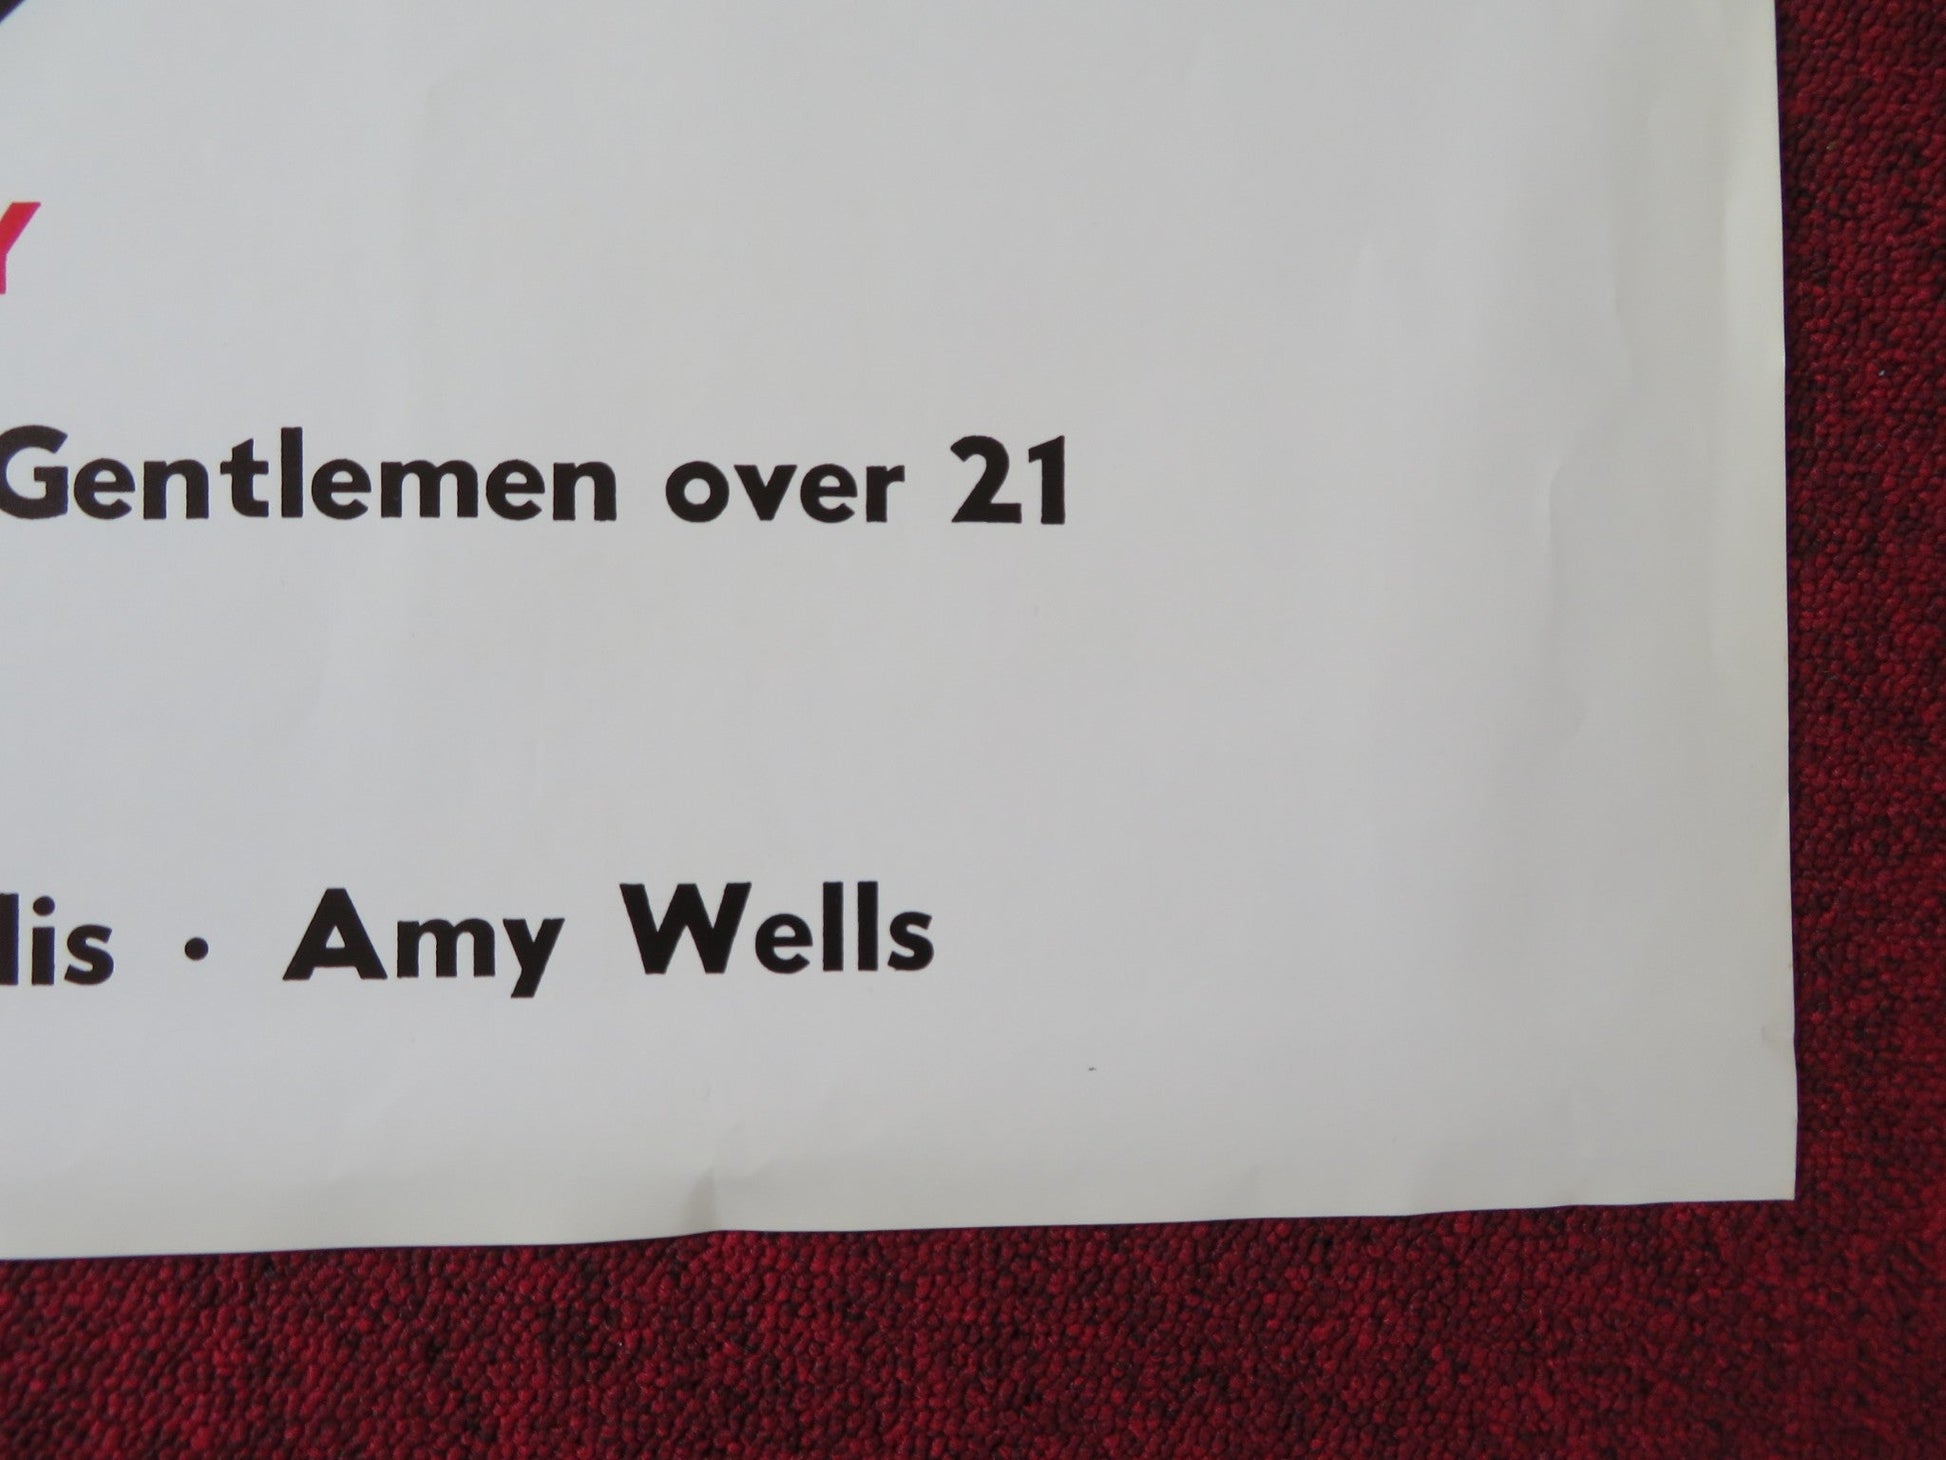 Y
Gentlemen over 21
lis • Amy Wells